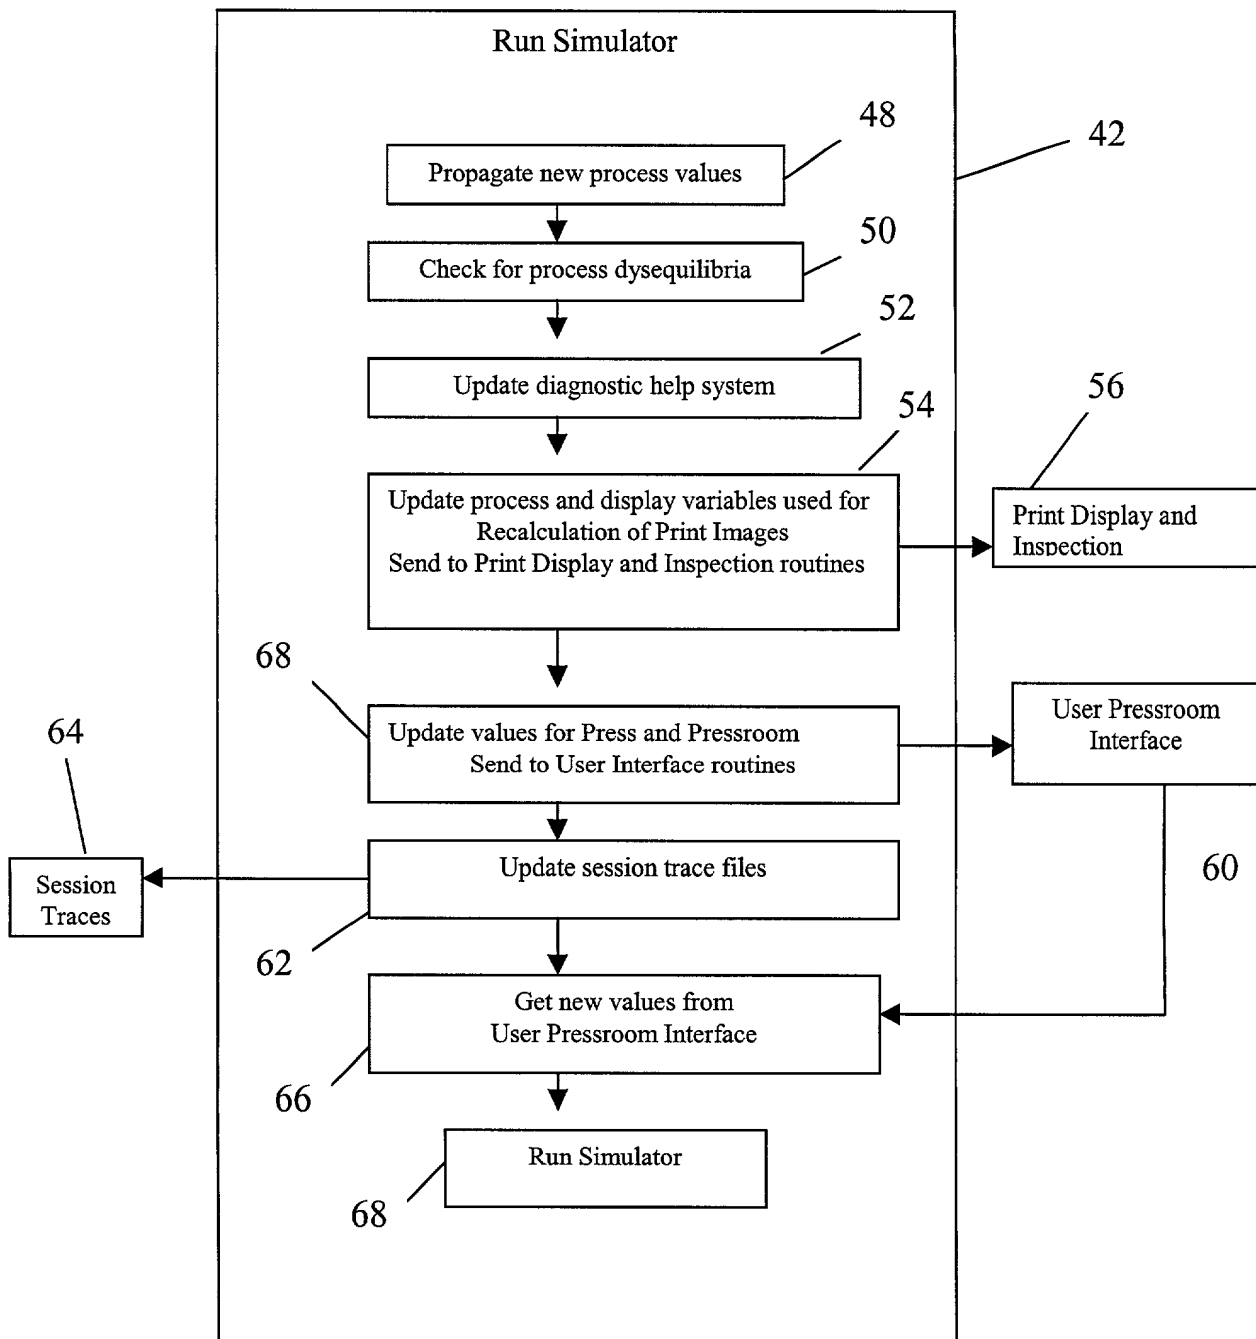 Run Simulator
48
42
Propagate new process values
50
Check for process dysequilibria
52
Update diagnostic help system
54
56
Update process and display variables used for
Recalculation of Print Images
Send to Print Display and Inspection routines
Print Display and
Inspection
68
Update values for Press and Pressroom
Send to User Interface routines
User Pressroom
Interface
64
60
Update session trace files
Session
Traces
62
Get new values from
User Pressroom Interface
66
Run Simulator
68